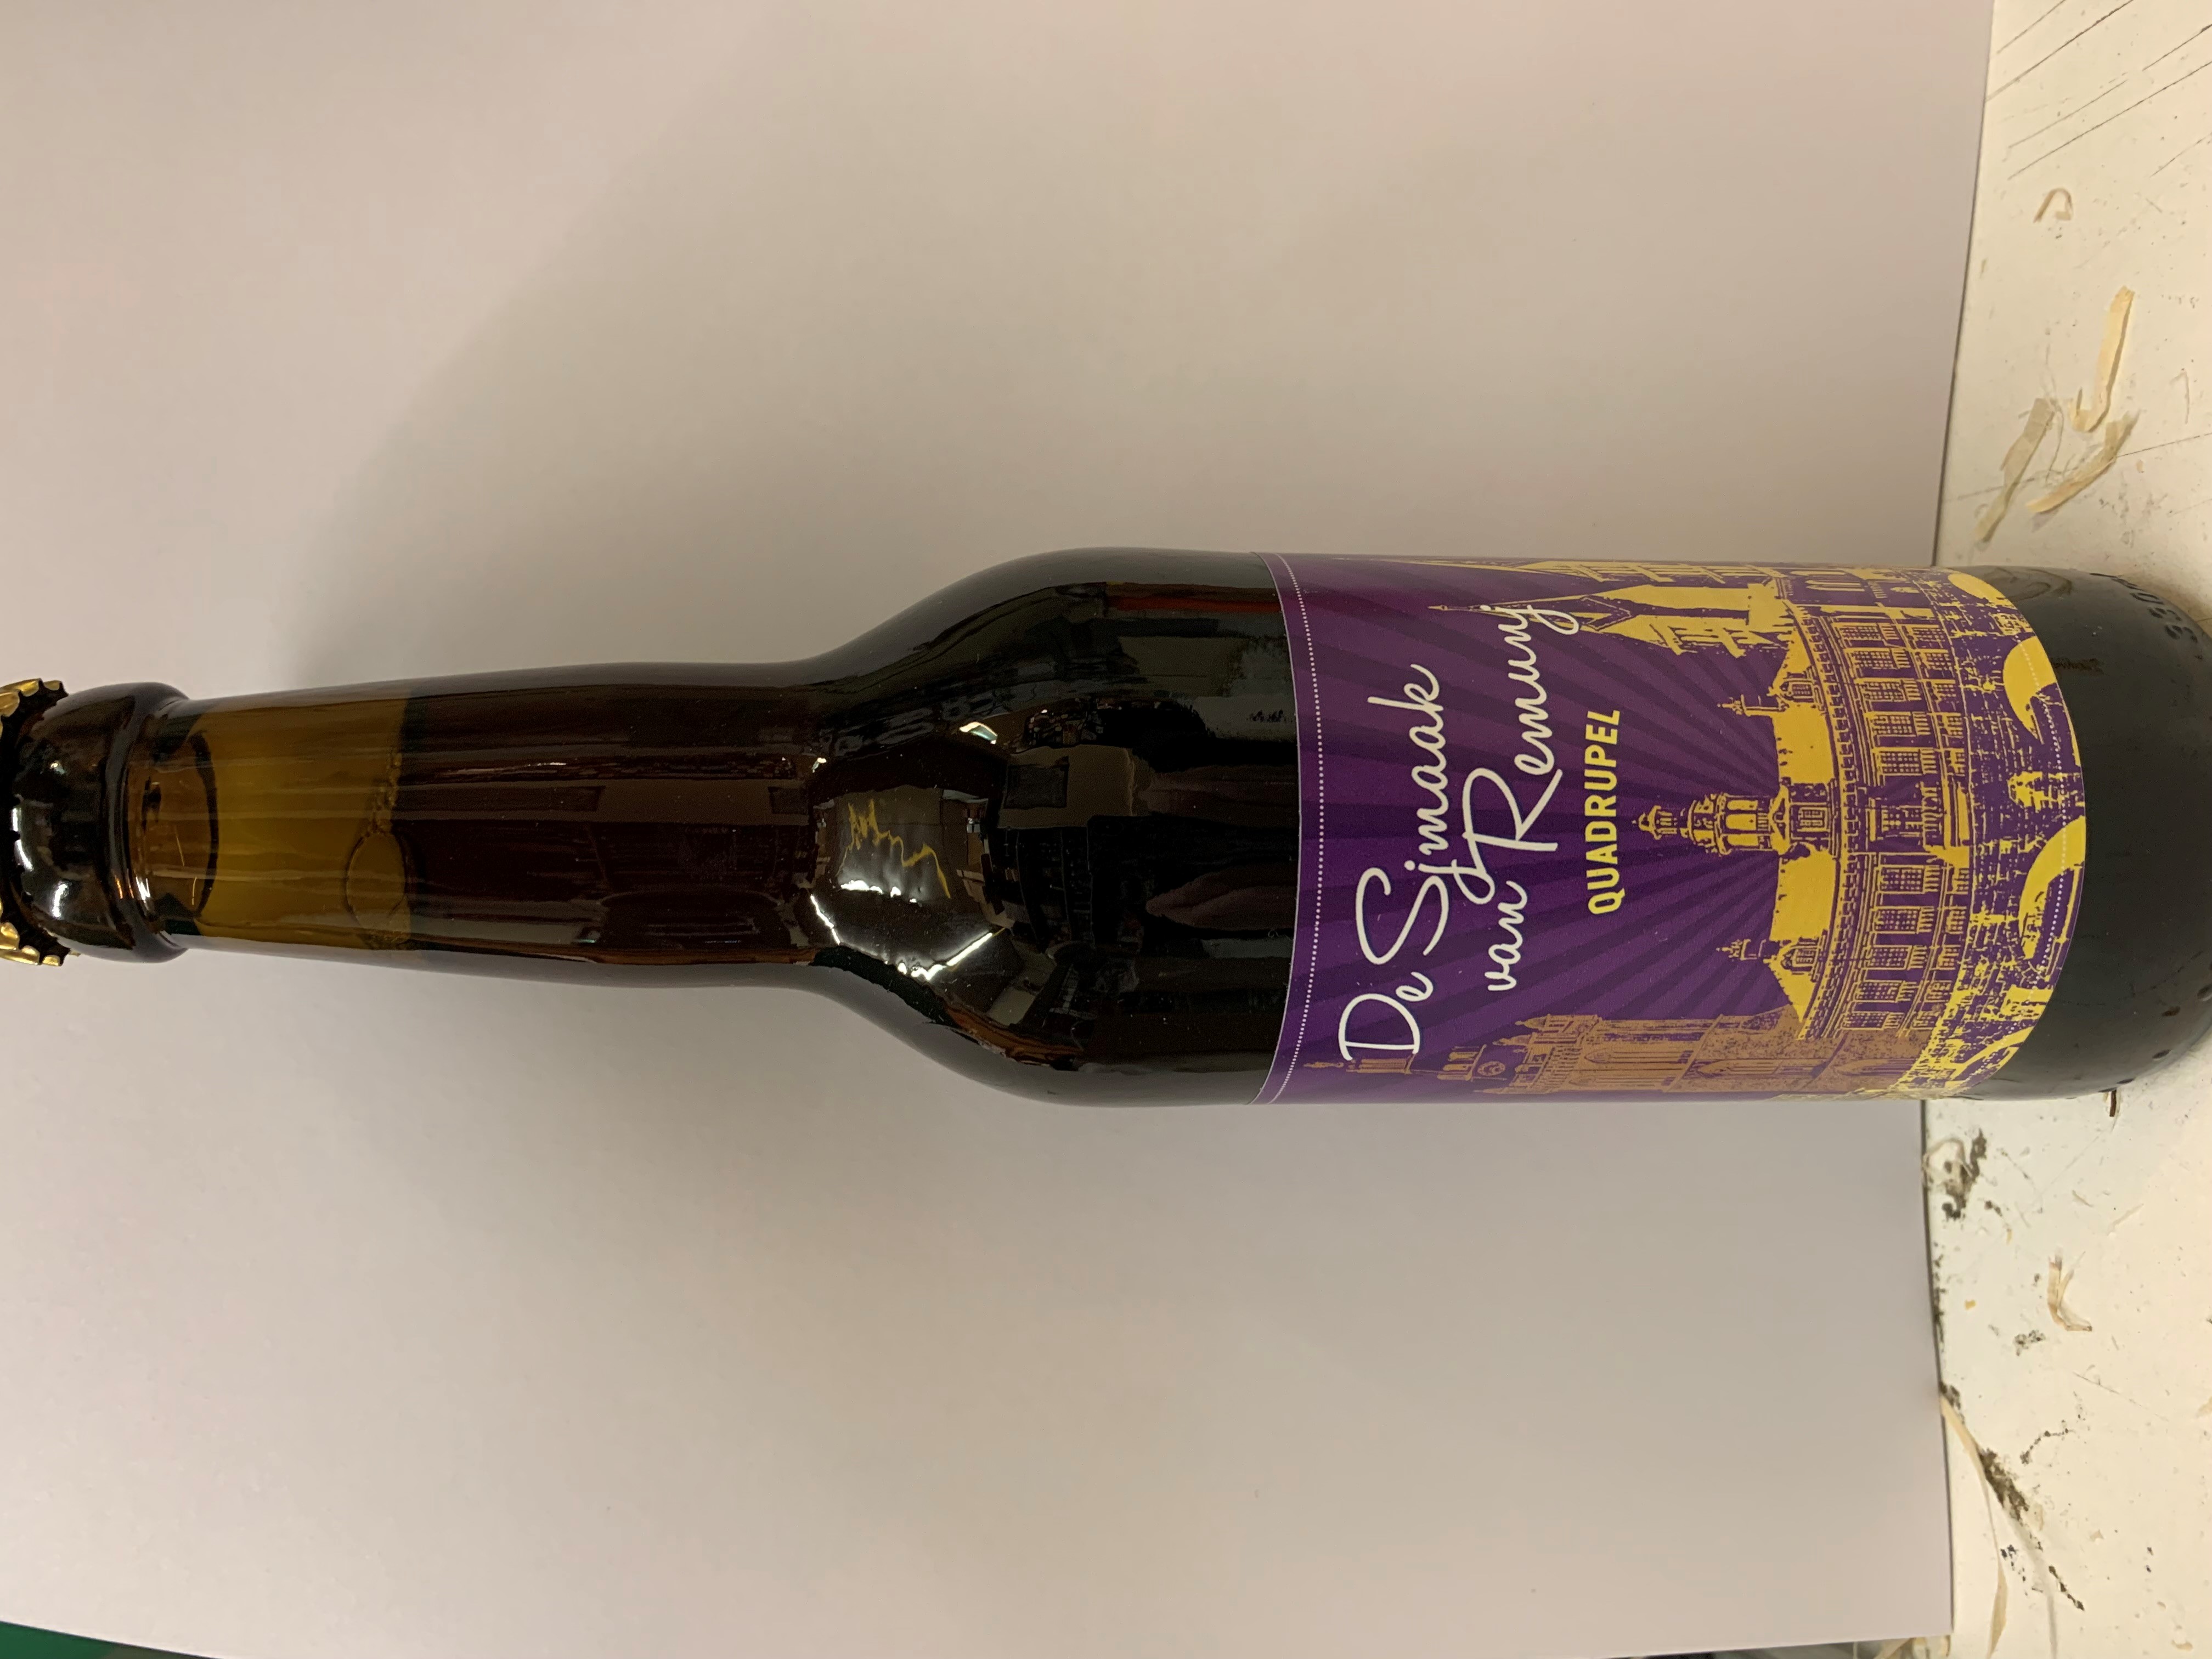 De Sjmaak
van Remunj
QUADRUPEL